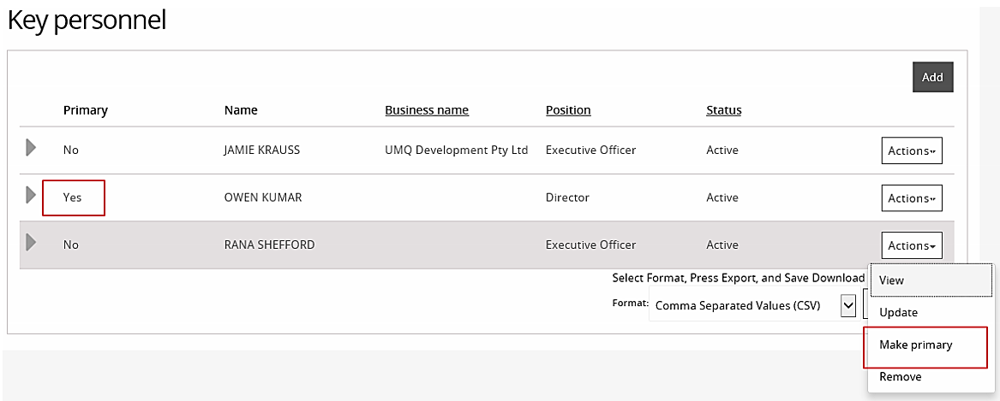 Key personnel
Add
Primary Name Business name Position Status
No JAMIE KRAUSS UMQ Development Pty Ltd Executive Officer Active Actions
Yes OWEN KUMAR Director Active Actions
No RANA SHEFFORD Executive Officer Active Actions
Select Format, Press Export, and Save Download
Format: Comma Separated Values (CSV)
View
Update
Make primary
Remove